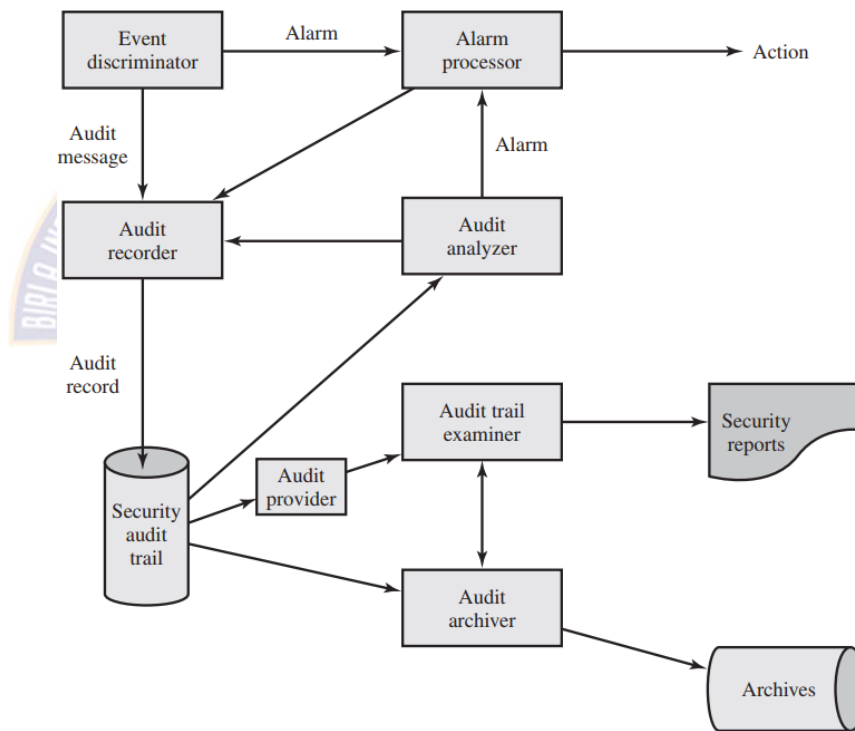 Event
discriminator
Alarm
Alarm
processor
Action
Audit
message
Alarm
Audit
recorder
Audit
analyzer
Audit
record
Audit trail
examiner
Security
reports
Audit
provider
Security
audit
trail
Audit
archiver
Archives